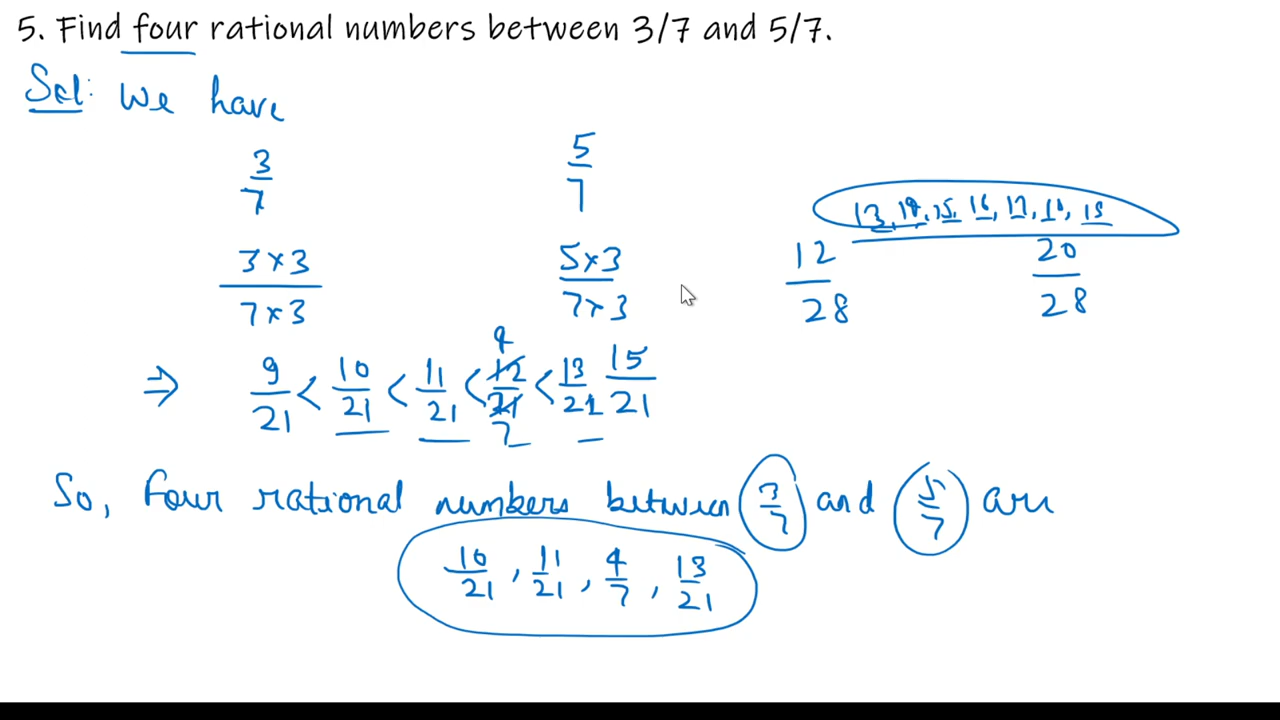 5. Find four rational numbers between 3/7 and 5/7.
Sol: We have
3/7 5/7
13, 14, 15, 16, 17, 18, 19
3×3/7×3 5×3/7×3 12/28 20/28
⇒ 9/21 < 10/21 < 11/21 < 12/21 4/7 < 13/21 15/21
So, four rational numbers between 3/7 and 5/7 are
10/21, 11/21, 4/7, 13/21